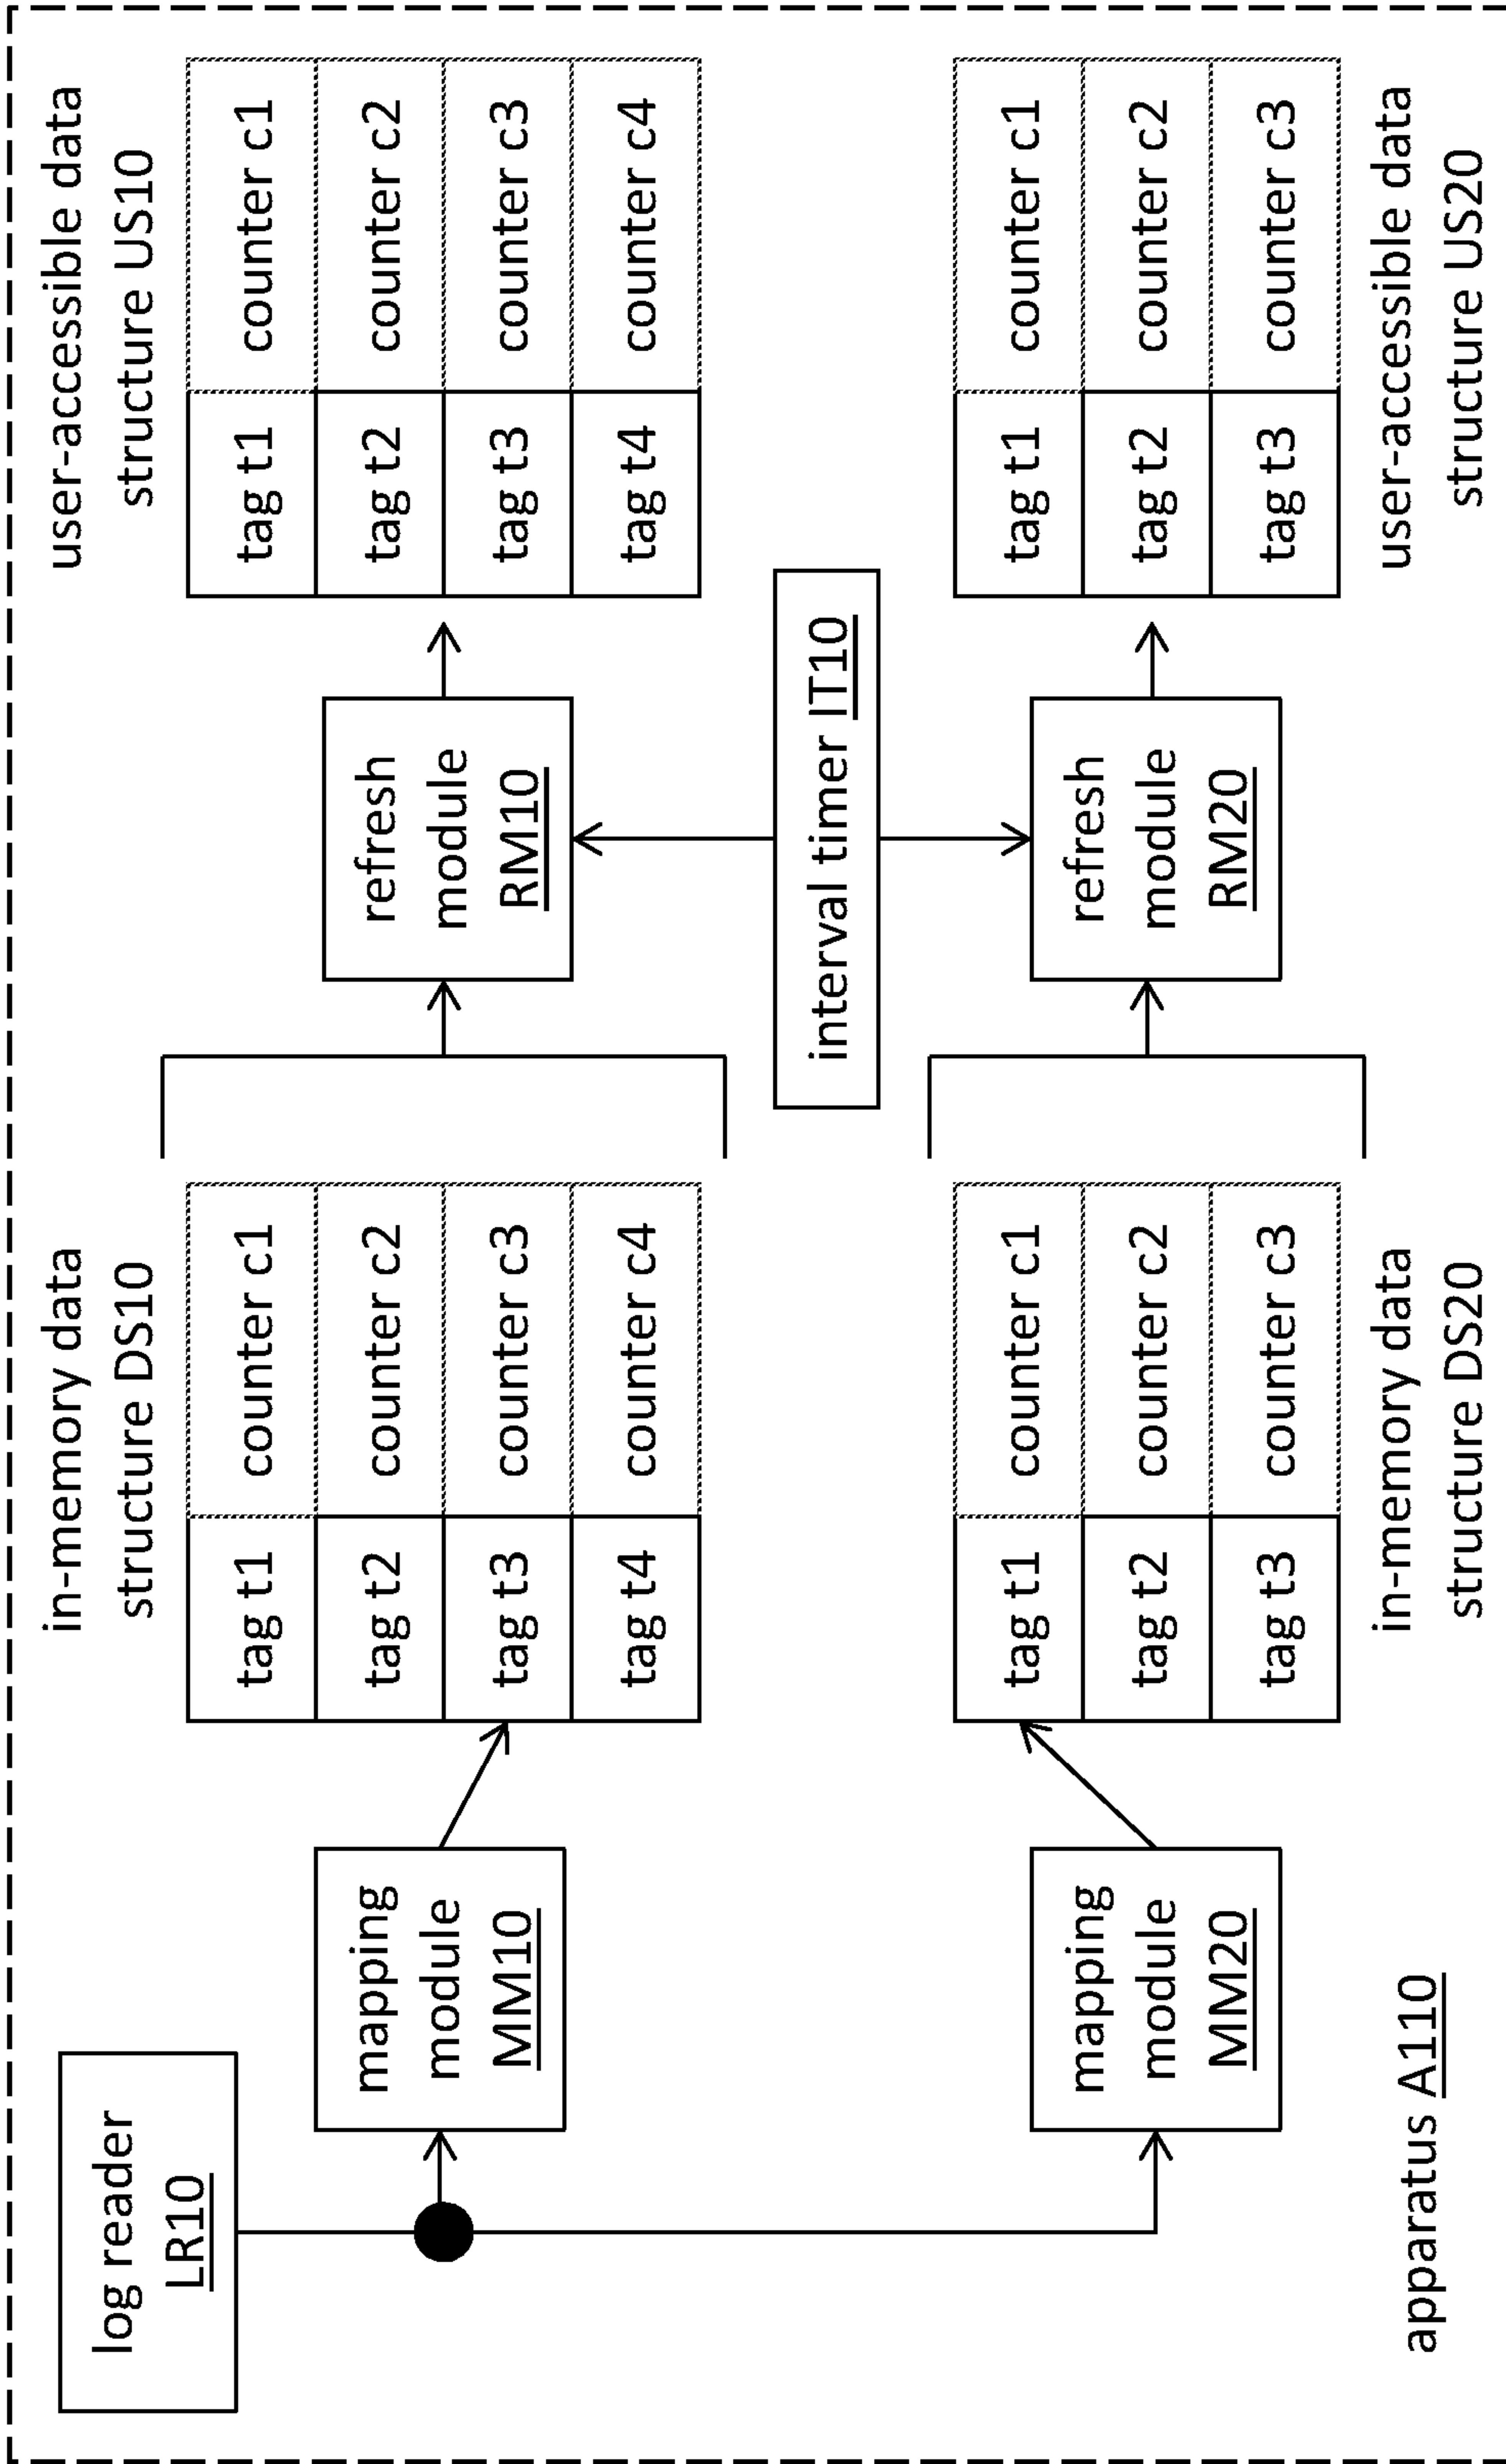 log reader
LR10
mapping
module
MM10
in-memory data
structure DS10
tag t1
counter c1
tag t2
counter c2
tag t3
counter c3
tag t4
counter c4
refresh
module
RM10
user-accessible data
structure US10
tag t1
counter c1
tag t2
counter c2
tag t3
counter c3
tag t4
counter c4
interval timer IT10
mapping
module
MM20
tag t1
counter c1
tag t2
counter c2
tag t3
counter c3
in-memory data
structure DS20
refresh
module
RM20
tag t1
counter c1
tag t2
counter c2
tag t3
counter c3
user-accessible data
structure US20
apparatus A110